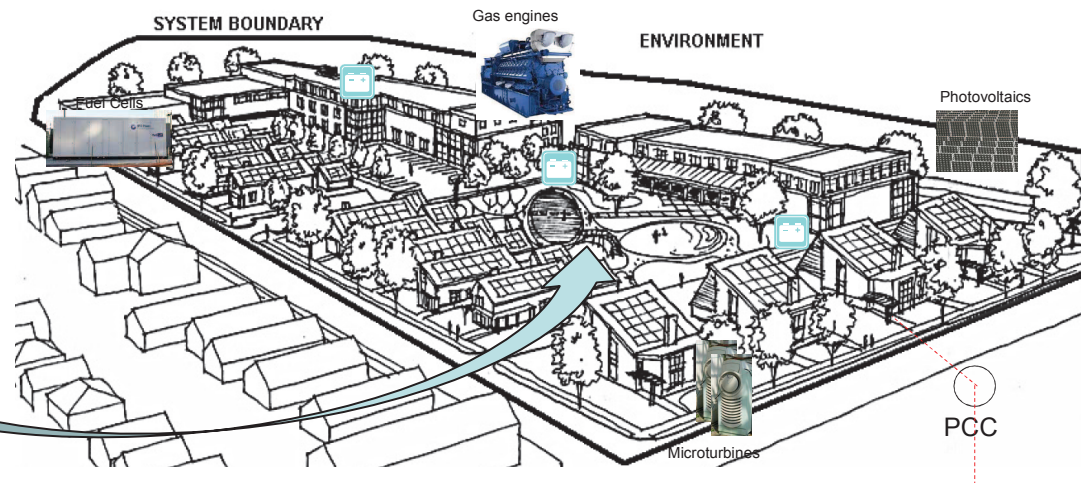 Gas engines
SYSTEM BOUNDARY
ENVIRONMENT
Fuel Cells
Photovoltaics
PCC
Microturbines